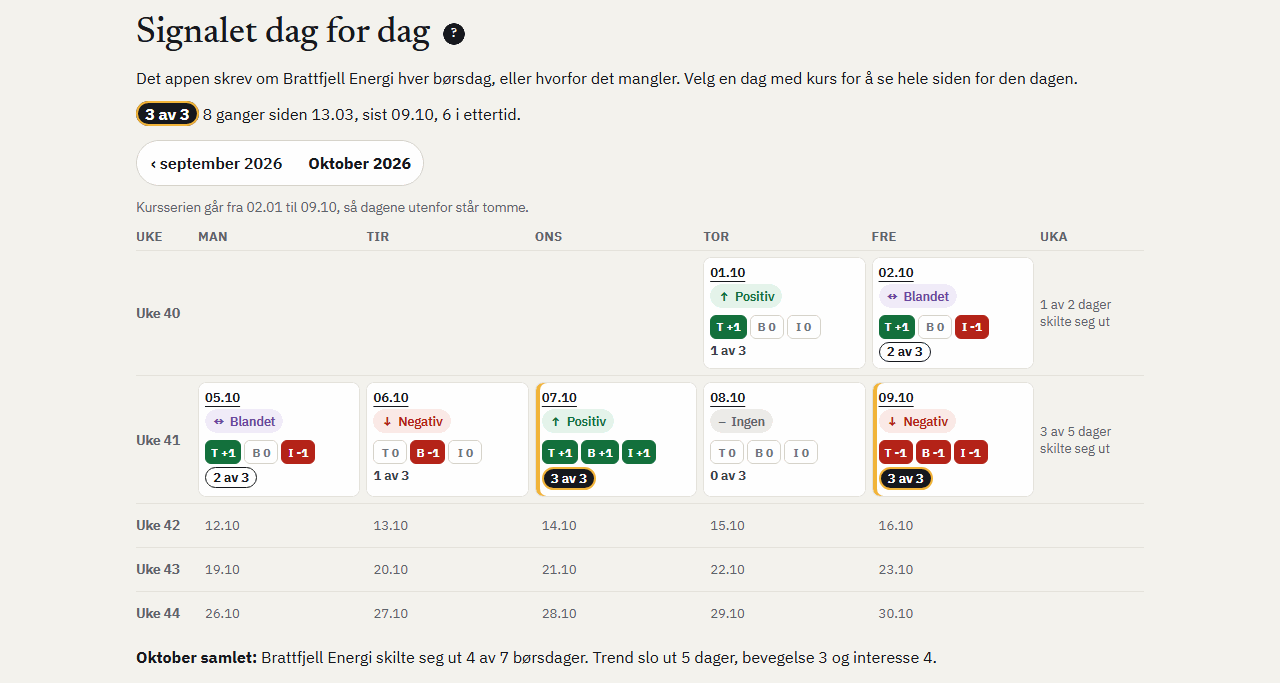 Signalet dag for dag ?
Det appen skrev om Brattfjell Energi hver børsdag, eller hvorfor det mangler. Velg en dag med kurs for å se hele siden for den dagen.
3 av 3 8 ganger siden 13.03, sist 09.10, 6 i ettertid.
‹ september 2026 Oktober 2026
Kursserien går fra 02.01 til 09.10, så dagene utenfor står tomme.
UKE MAN TIR ONS TOR FRE UKA
Uke 40
01.10
↑ Positiv
T +1 B 0 I 0
1 av 3
02.10
↔ Blandet
T +1 B 0 I -1
2 av 3
1 av 2 dager
skilte seg ut
Uke 41
05.10
↔ Blandet
T +1 B 0 I -1
2 av 3
06.10
↓ Negativ
T 0 B -1 I 0
1 av 3
07.10
↑ Positiv
T +1 B +1 I +1
3 av 3
08.10
– Ingen
T 0 B 0 I 0
0 av 3
09.10
↓ Negativ
T -1 B -1 I -1
3 av 3
3 av 5 dager
skilte seg ut
Uke 42 12.10 13.10 14.10 15.10 16.10
Uke 43 19.10 20.10 21.10 22.10 23.10
Uke 44 26.10 27.10 28.10 29.10 30.10
Oktober samlet: Brattfjell Energi skilte seg ut 4 av 7 børsdager. Trend slo ut 5 dager, bevegelse 3 og interesse 4.